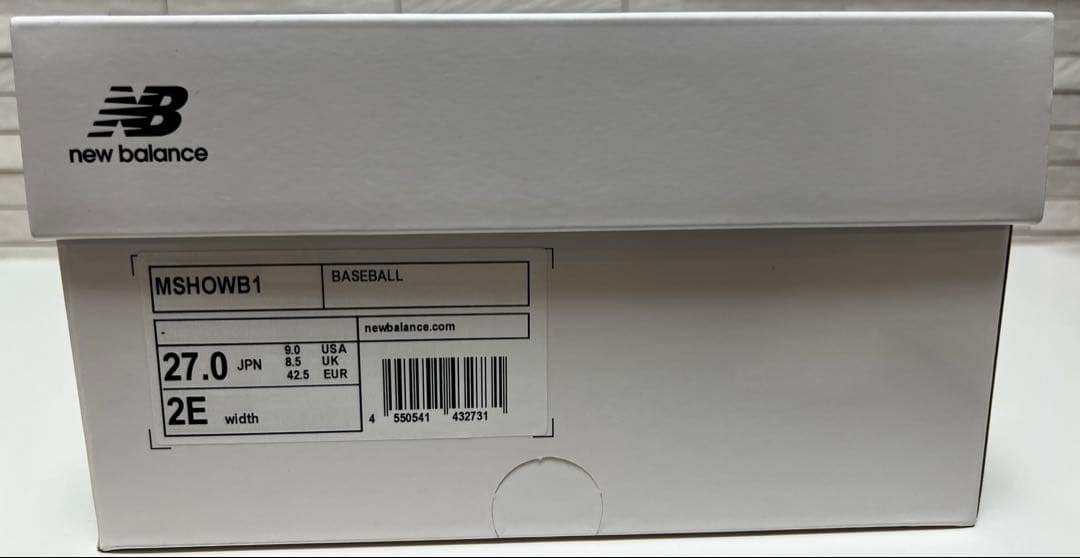 NB
new balance
MSHOWB1
BASEBALL
-
newbalance.com
27.0 JPN
9.0 USA
8.5 UK
42.5 EUR
2E width
4 550541 432731